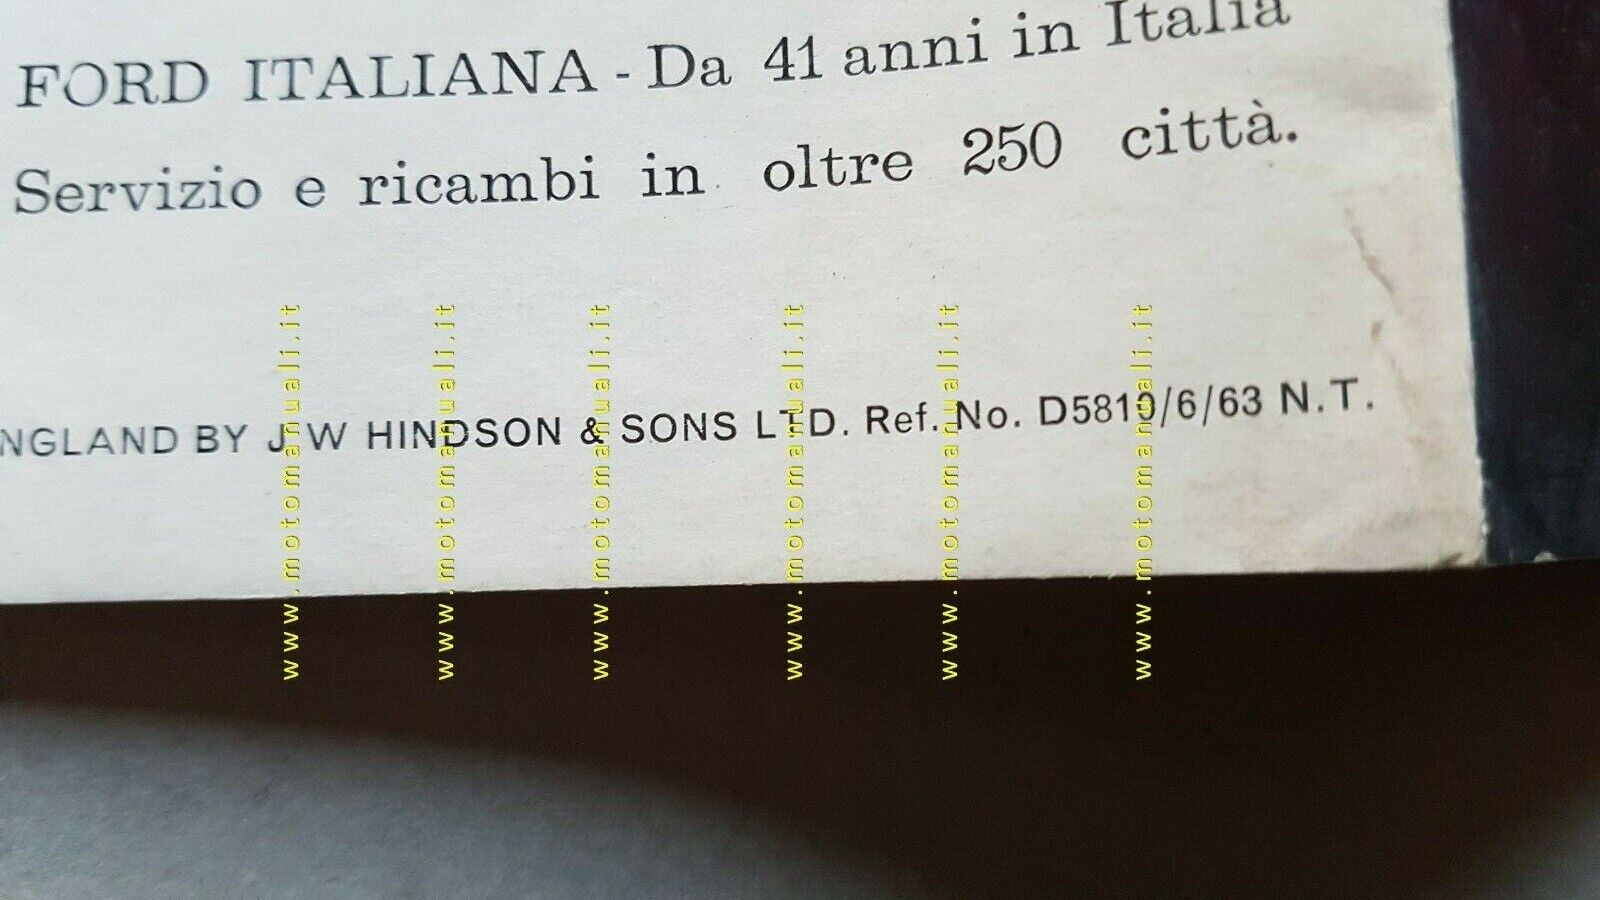 FORD ITALIANA - Da 41 anni in Italia
Servizio e ricambi in oltre 250 città.
NGLAND BY J W HINDSON & SONS LTD. Ref. No. D5819/6/63 N.T.
www.motomanuali.it
www.motomanuali.it
www.motomanuali.it
www.motomanuali.it
www.motomanuali.it
www.motomanuali.it